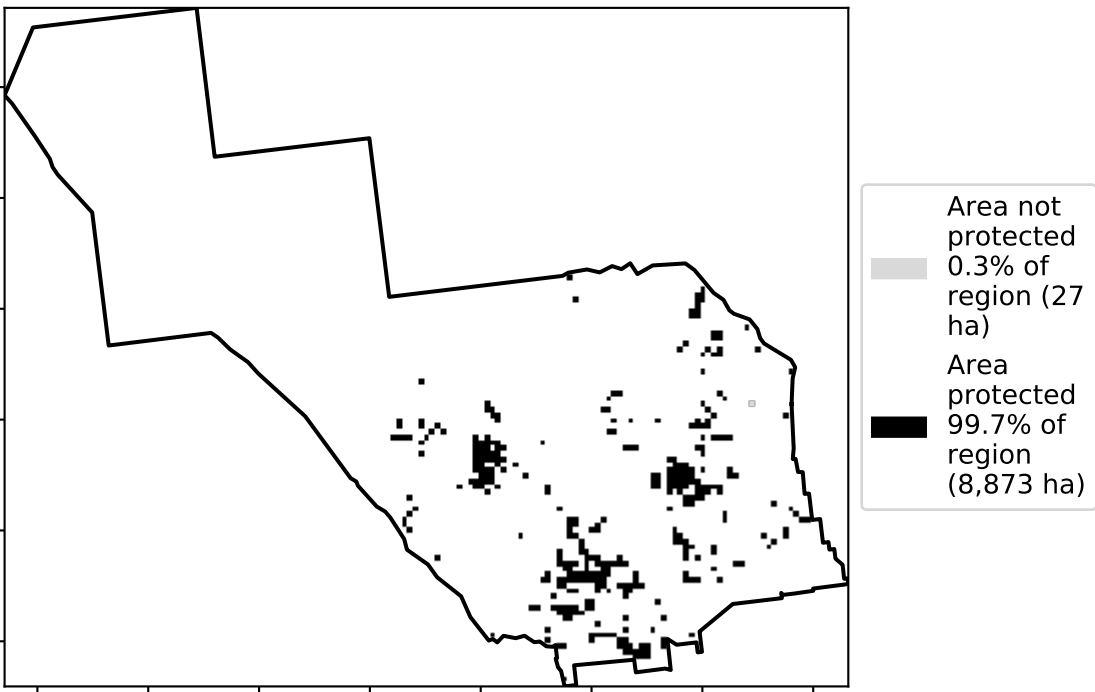 Area not
protected
0.3% of
region (27
ha)
Area
protected
99.7% of
region
(8,873 ha)